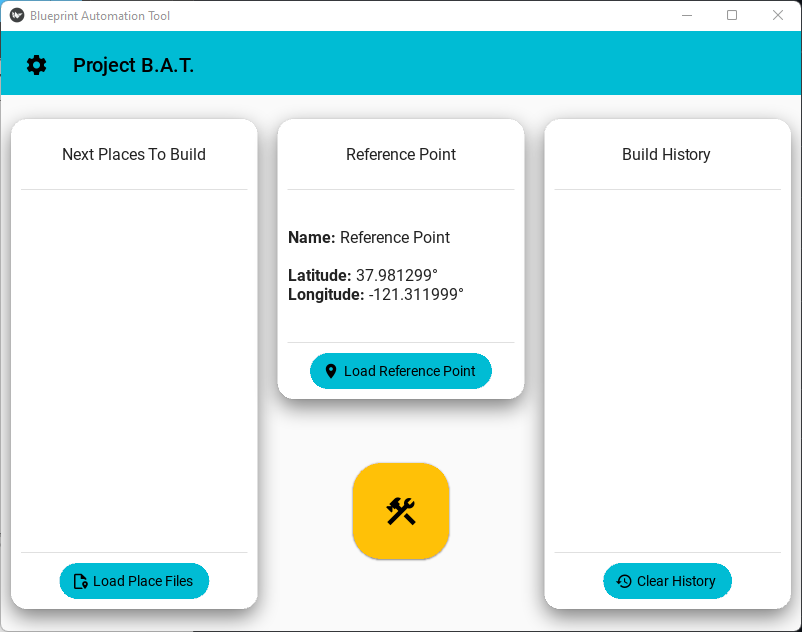 Blueprint Automation Tool
Project B.A.T.
Next Places To Build
Load Place Files
Reference Point
Name: Reference Point
Latitude: 37.981299°
Longitude: -121.311999°
Load Reference Point
Build History
Clear History